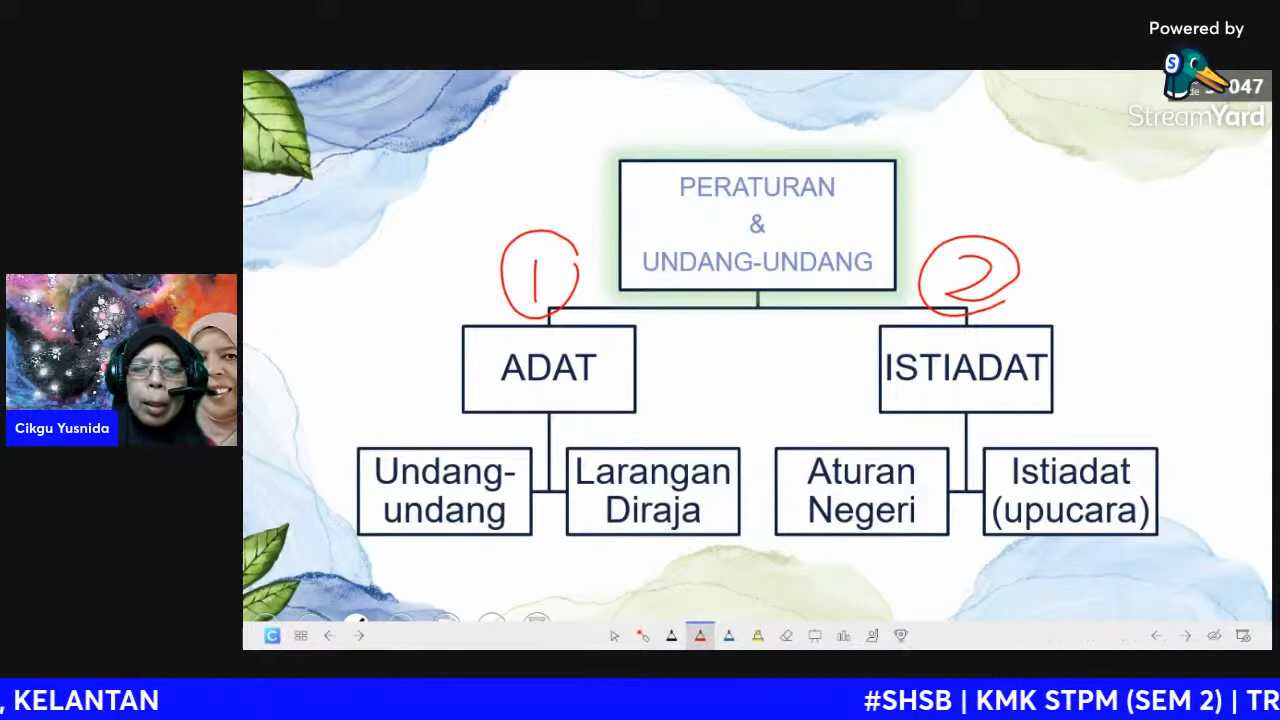 Powered by
047
StreamYard
PERATURAN
&
UNDANG-UNDANG
1
2
ADAT
ISTIADAT
Undang-
undang
Larangan
Diraja
Aturan
Negeri
Istiadat
(upucara)
Cikgu Yusnida
, KELANTAN
#SHSB | KMK STPM (SEM 2) | TR